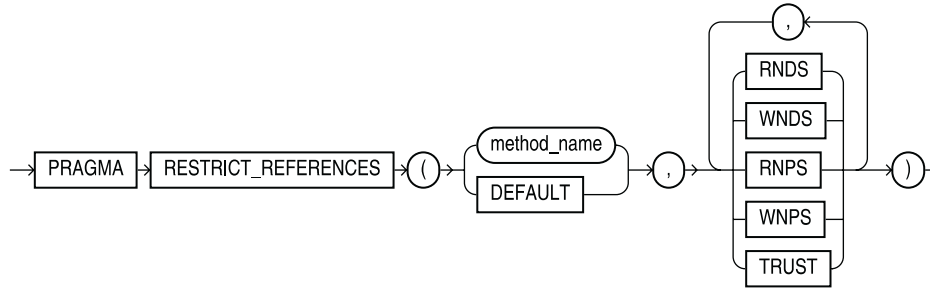 ,
RNDS
WNDS
method_name
PRAGMA RESTRICT_REFERENCES ( , RNPS )
DEFAULT
WNPS
TRUST